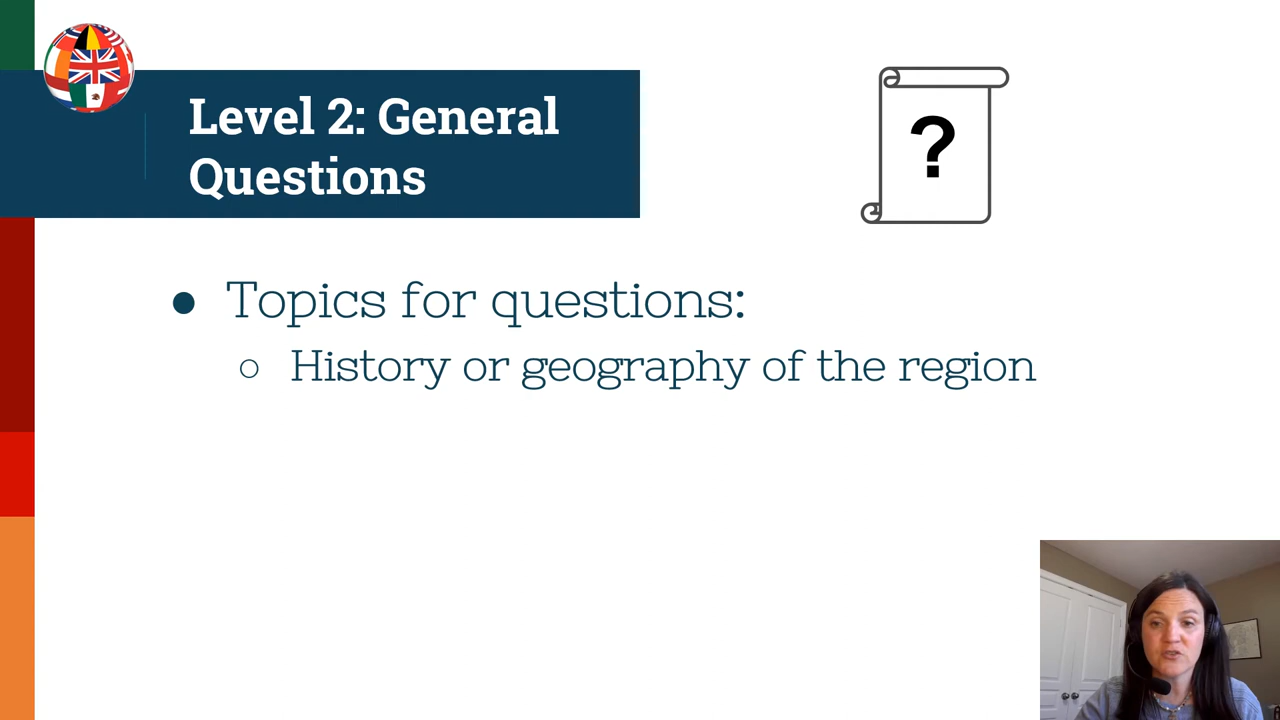 Level 2: General
Questions
?
● Topics for questions:
○ History or geography of the region